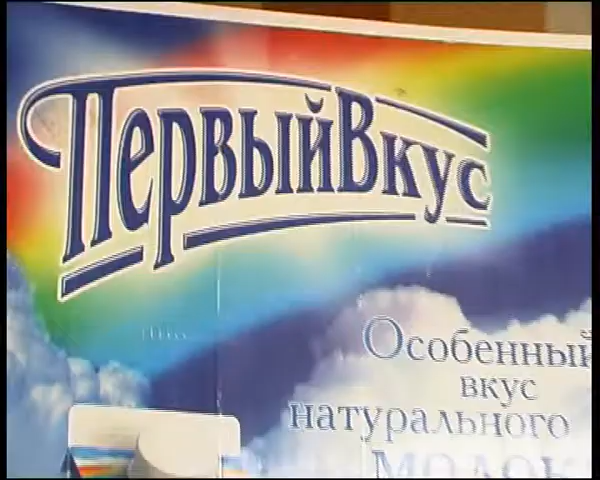 ПервыйВкус
Особенный
вкус
натурального